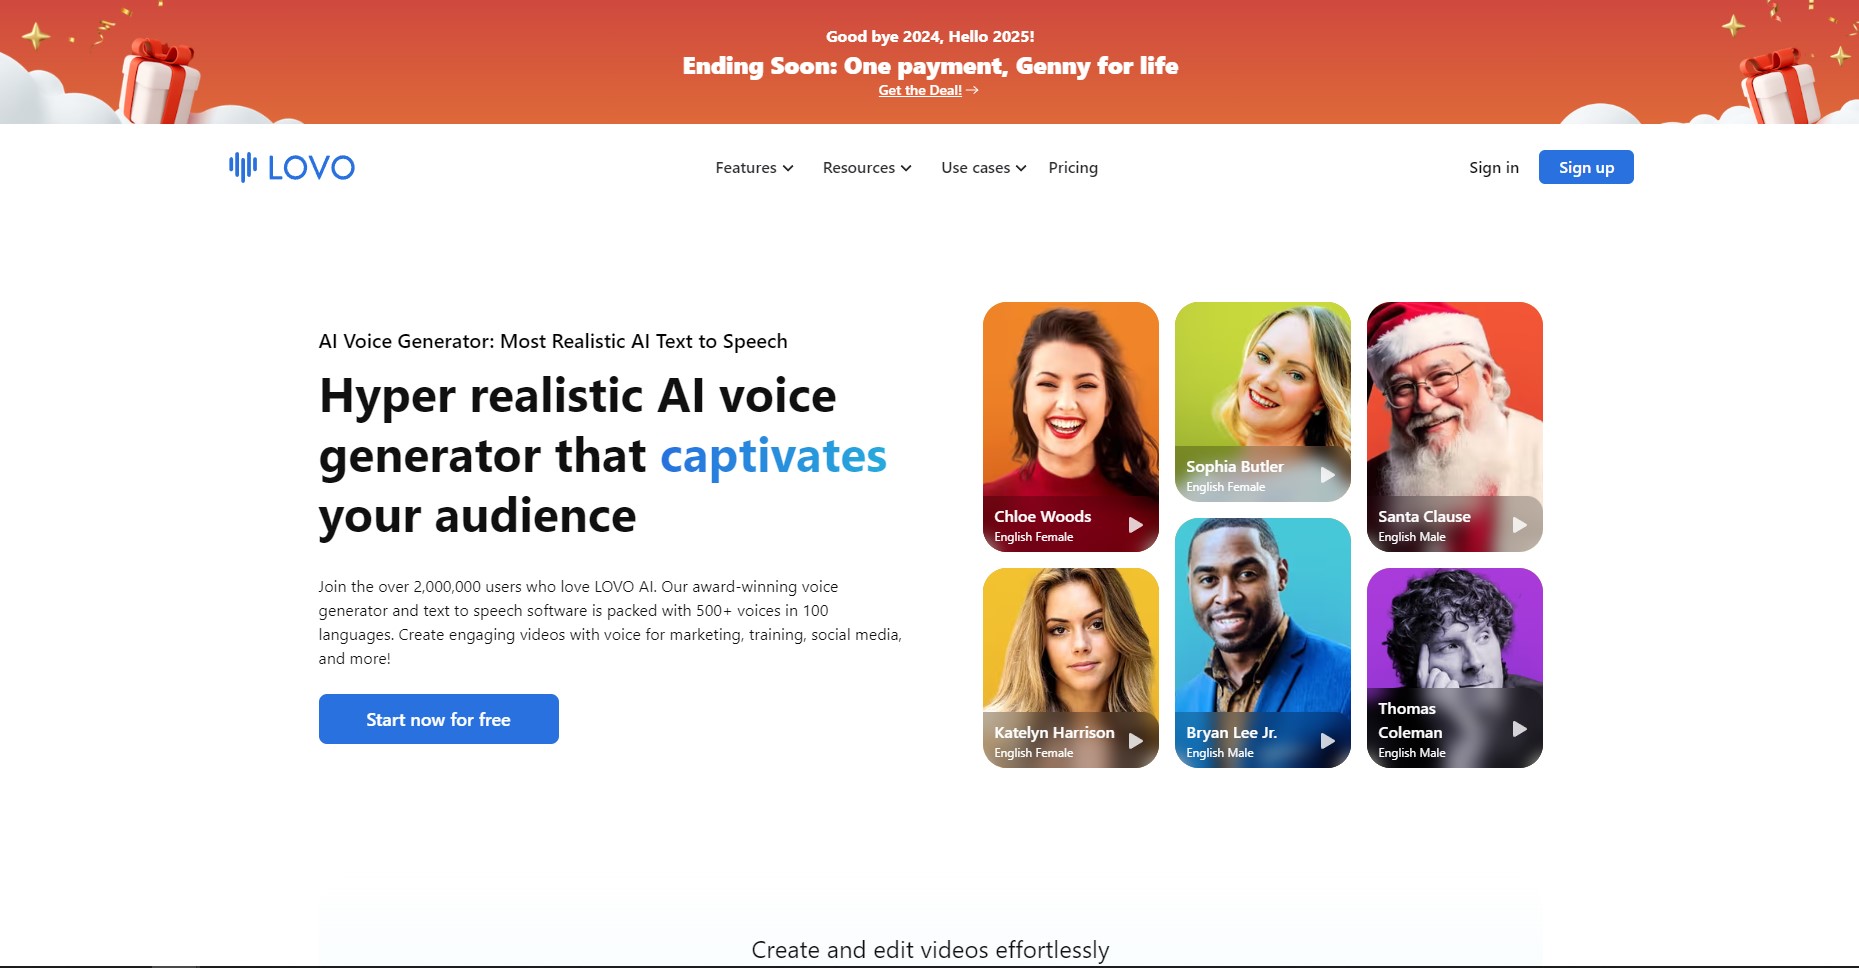 Good bye 2024, Hello 2025!
Ending Soon: One payment, Genny for life
Get the Deal! →
LOVO
Features
Resources
Use cases
Pricing
Sign in
Sign up
AI Voice Generator: Most Realistic AI Text to Speech
Hyper realistic AI voice
generator that captivates
your audience
Join the over 2,000,000 users who love LOVO AI. Our award-winning voice
generator and text to speech software is packed with 500+ voices in 100
languages. Create engaging videos with voice for marketing, training, social media,
and more!
Start now for free
Chloe Woods
English Female
Sophia Butler
English Female
Santa Clause
English Male
Katelyn Harrison
English Female
Bryan Lee Jr.
English Male
Thomas
Coleman
English Male
Create and edit videos effortlessly